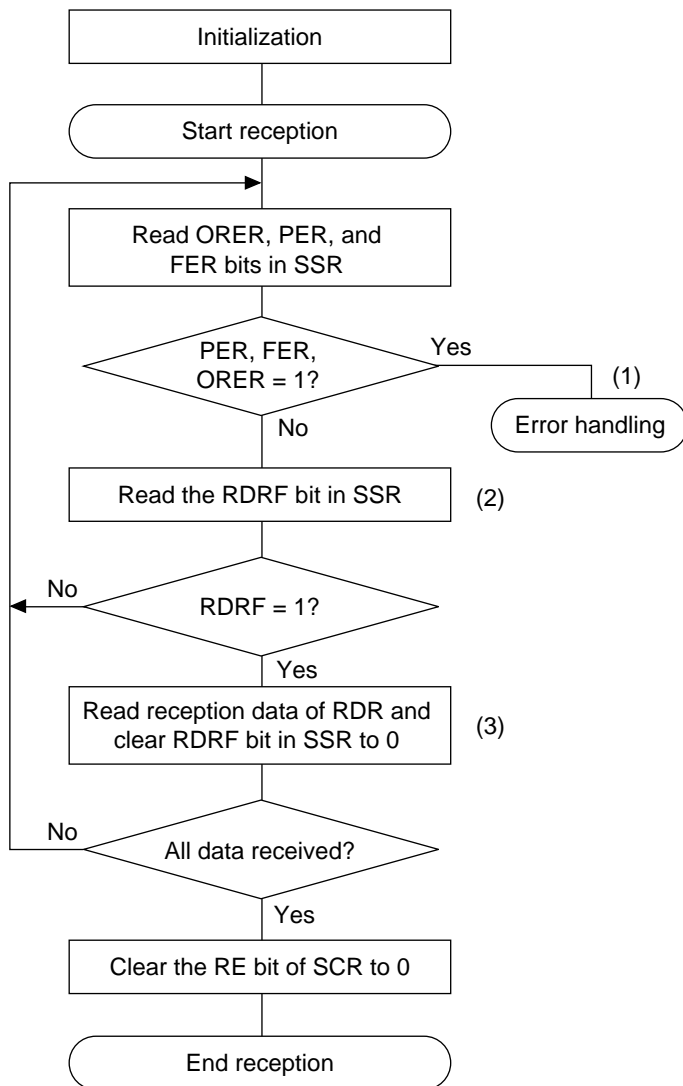 Initialization
Start reception
Read ORER, PER, and
FER bits in SSR
PER, FER,
ORER = 1?
Yes
(1)
Error handling
No
Read the RDRF bit in SSR
(2)
No
RDRF = 1?
Yes
Read reception data of RDR and
clear RDRF bit in SSR to 0
(3)
No
All data received?
Yes
Clear the RE bit of SCR to 0
End reception